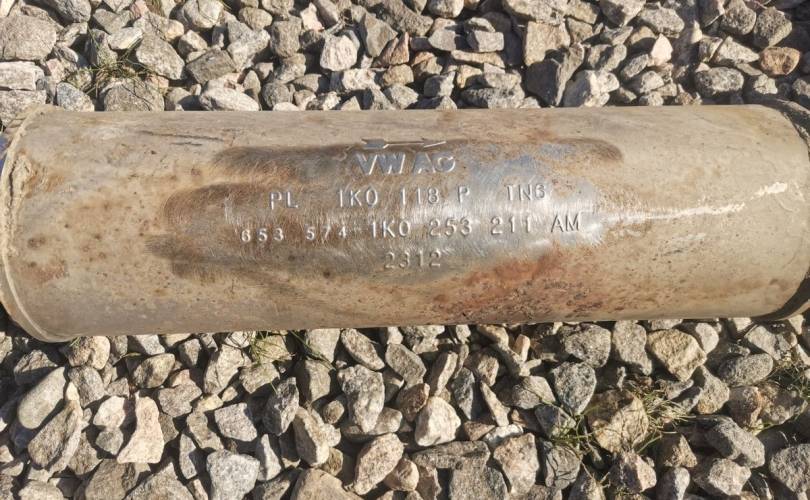 VW AG
PL 1K0 118 P TN6
653 574 1K0 253 211 AM
2312